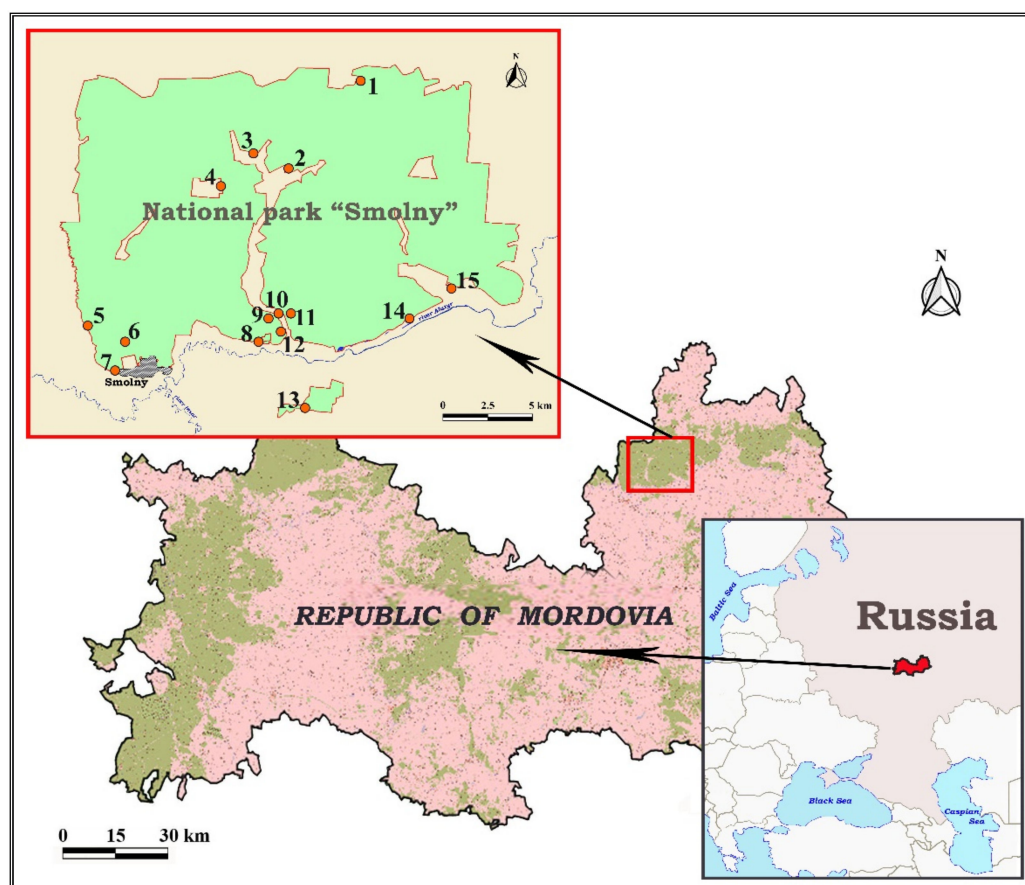 N
1
3
2
4
National park “Smolny”
15
10
14
river Alatyr
5
9
11
6
8
12
7
Smolny
13
0 2.5 5 km
N
REPUBLIC OF MORDOVIA
0 15 30 km
Baltic Sea
Russia
Black Sea
Caspian
Sea